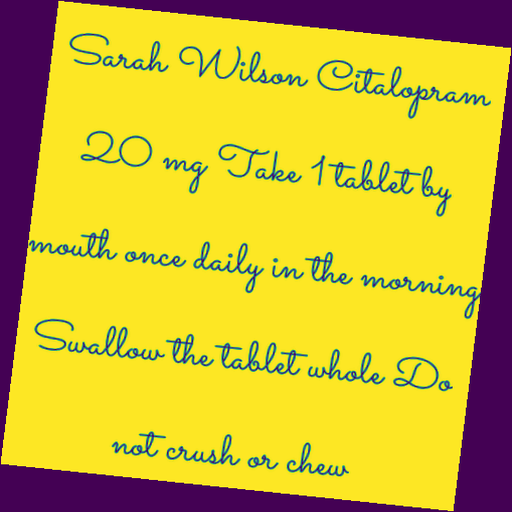 Sarah Wilson Citalopram
20 mg Take 1 tablet by
mouth once daily in the morning
Swallow the tablet whole Do
not crush or chew